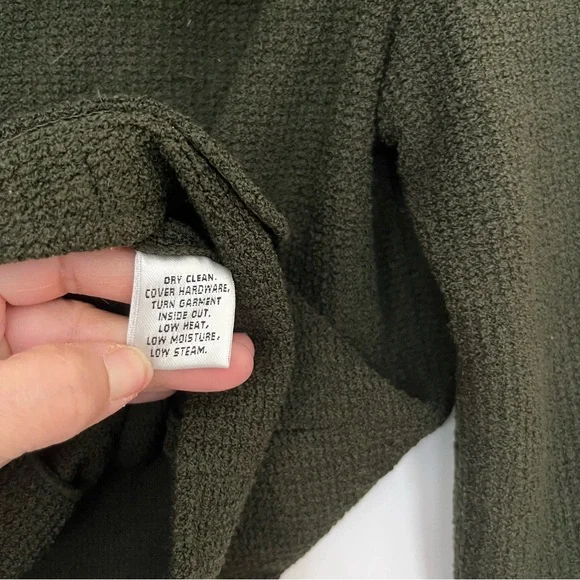 DRY CLEAN.
COVER HARDWARE,
TURN GARMENT
INSIDE OUT.
LOW HEAT,
LOW MOISTURE,
LOW STEAM.